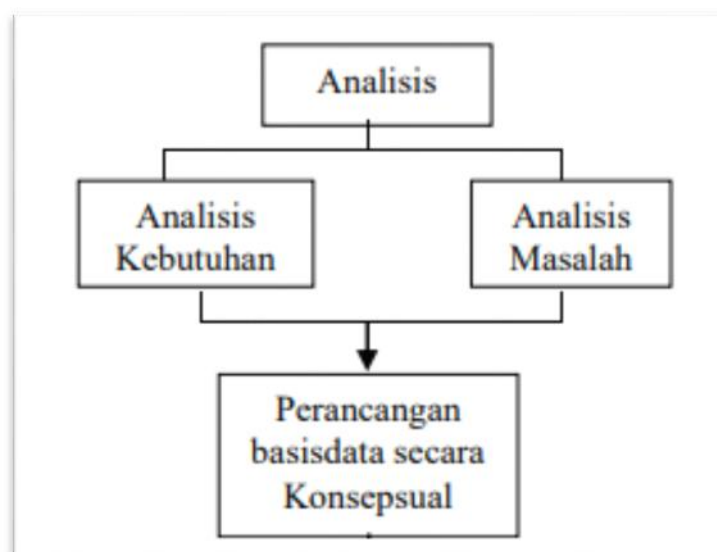 Analisis
Analisis
Kebutuhan
Analisis
Masalah
Perancangan
basisdata secara
Konsepsual